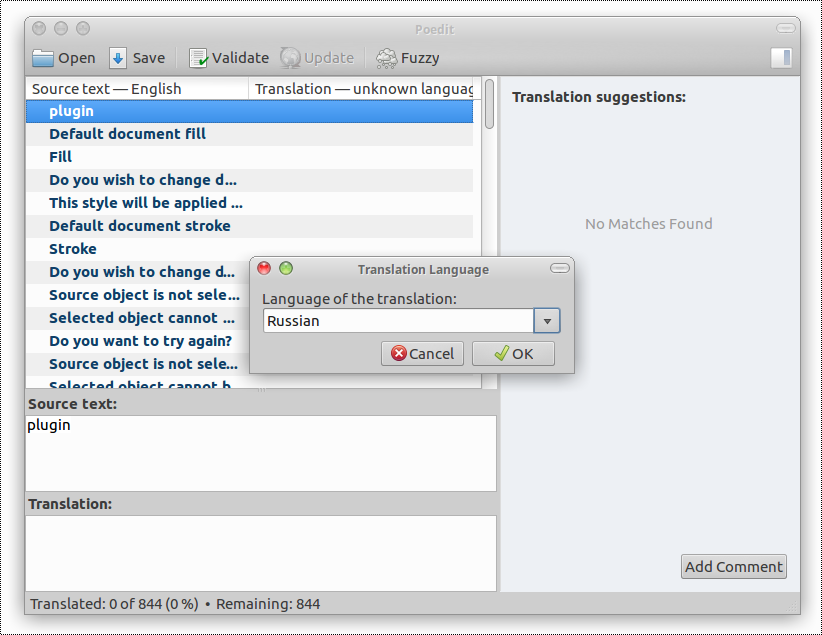 Poedit
Open Save Validate Update Fuzzy
Source text — English Translation — unknown languag
Translation suggestions:
plugin
Default document fill
Fill
Do you wish to change d...
This style will be applied ...
Default document stroke
No Matches Found
Stroke
Do you wish to change d...
Source object is not sele...
Selected object cannot ...
Do you want to try again?
Source object is not sele...
Selected object cannot b
Translation Language
Language of the translation:
Russian
Cancel OK
Source text:
plugin
Translation:
Add Comment
Translated: 0 of 844 (0 %) • Remaining: 844